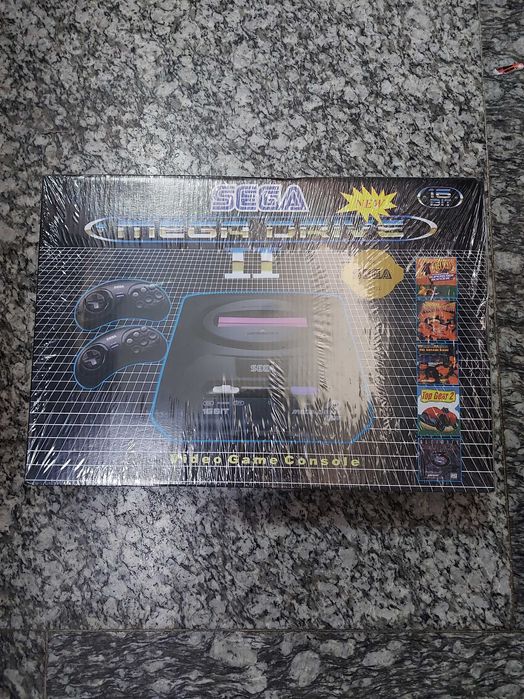 SEGA
NEW
16
BIT
MEGA DRIVE
II
SEGA
SEGA
16 BIT
TOP GEAR 2
Video Game Console